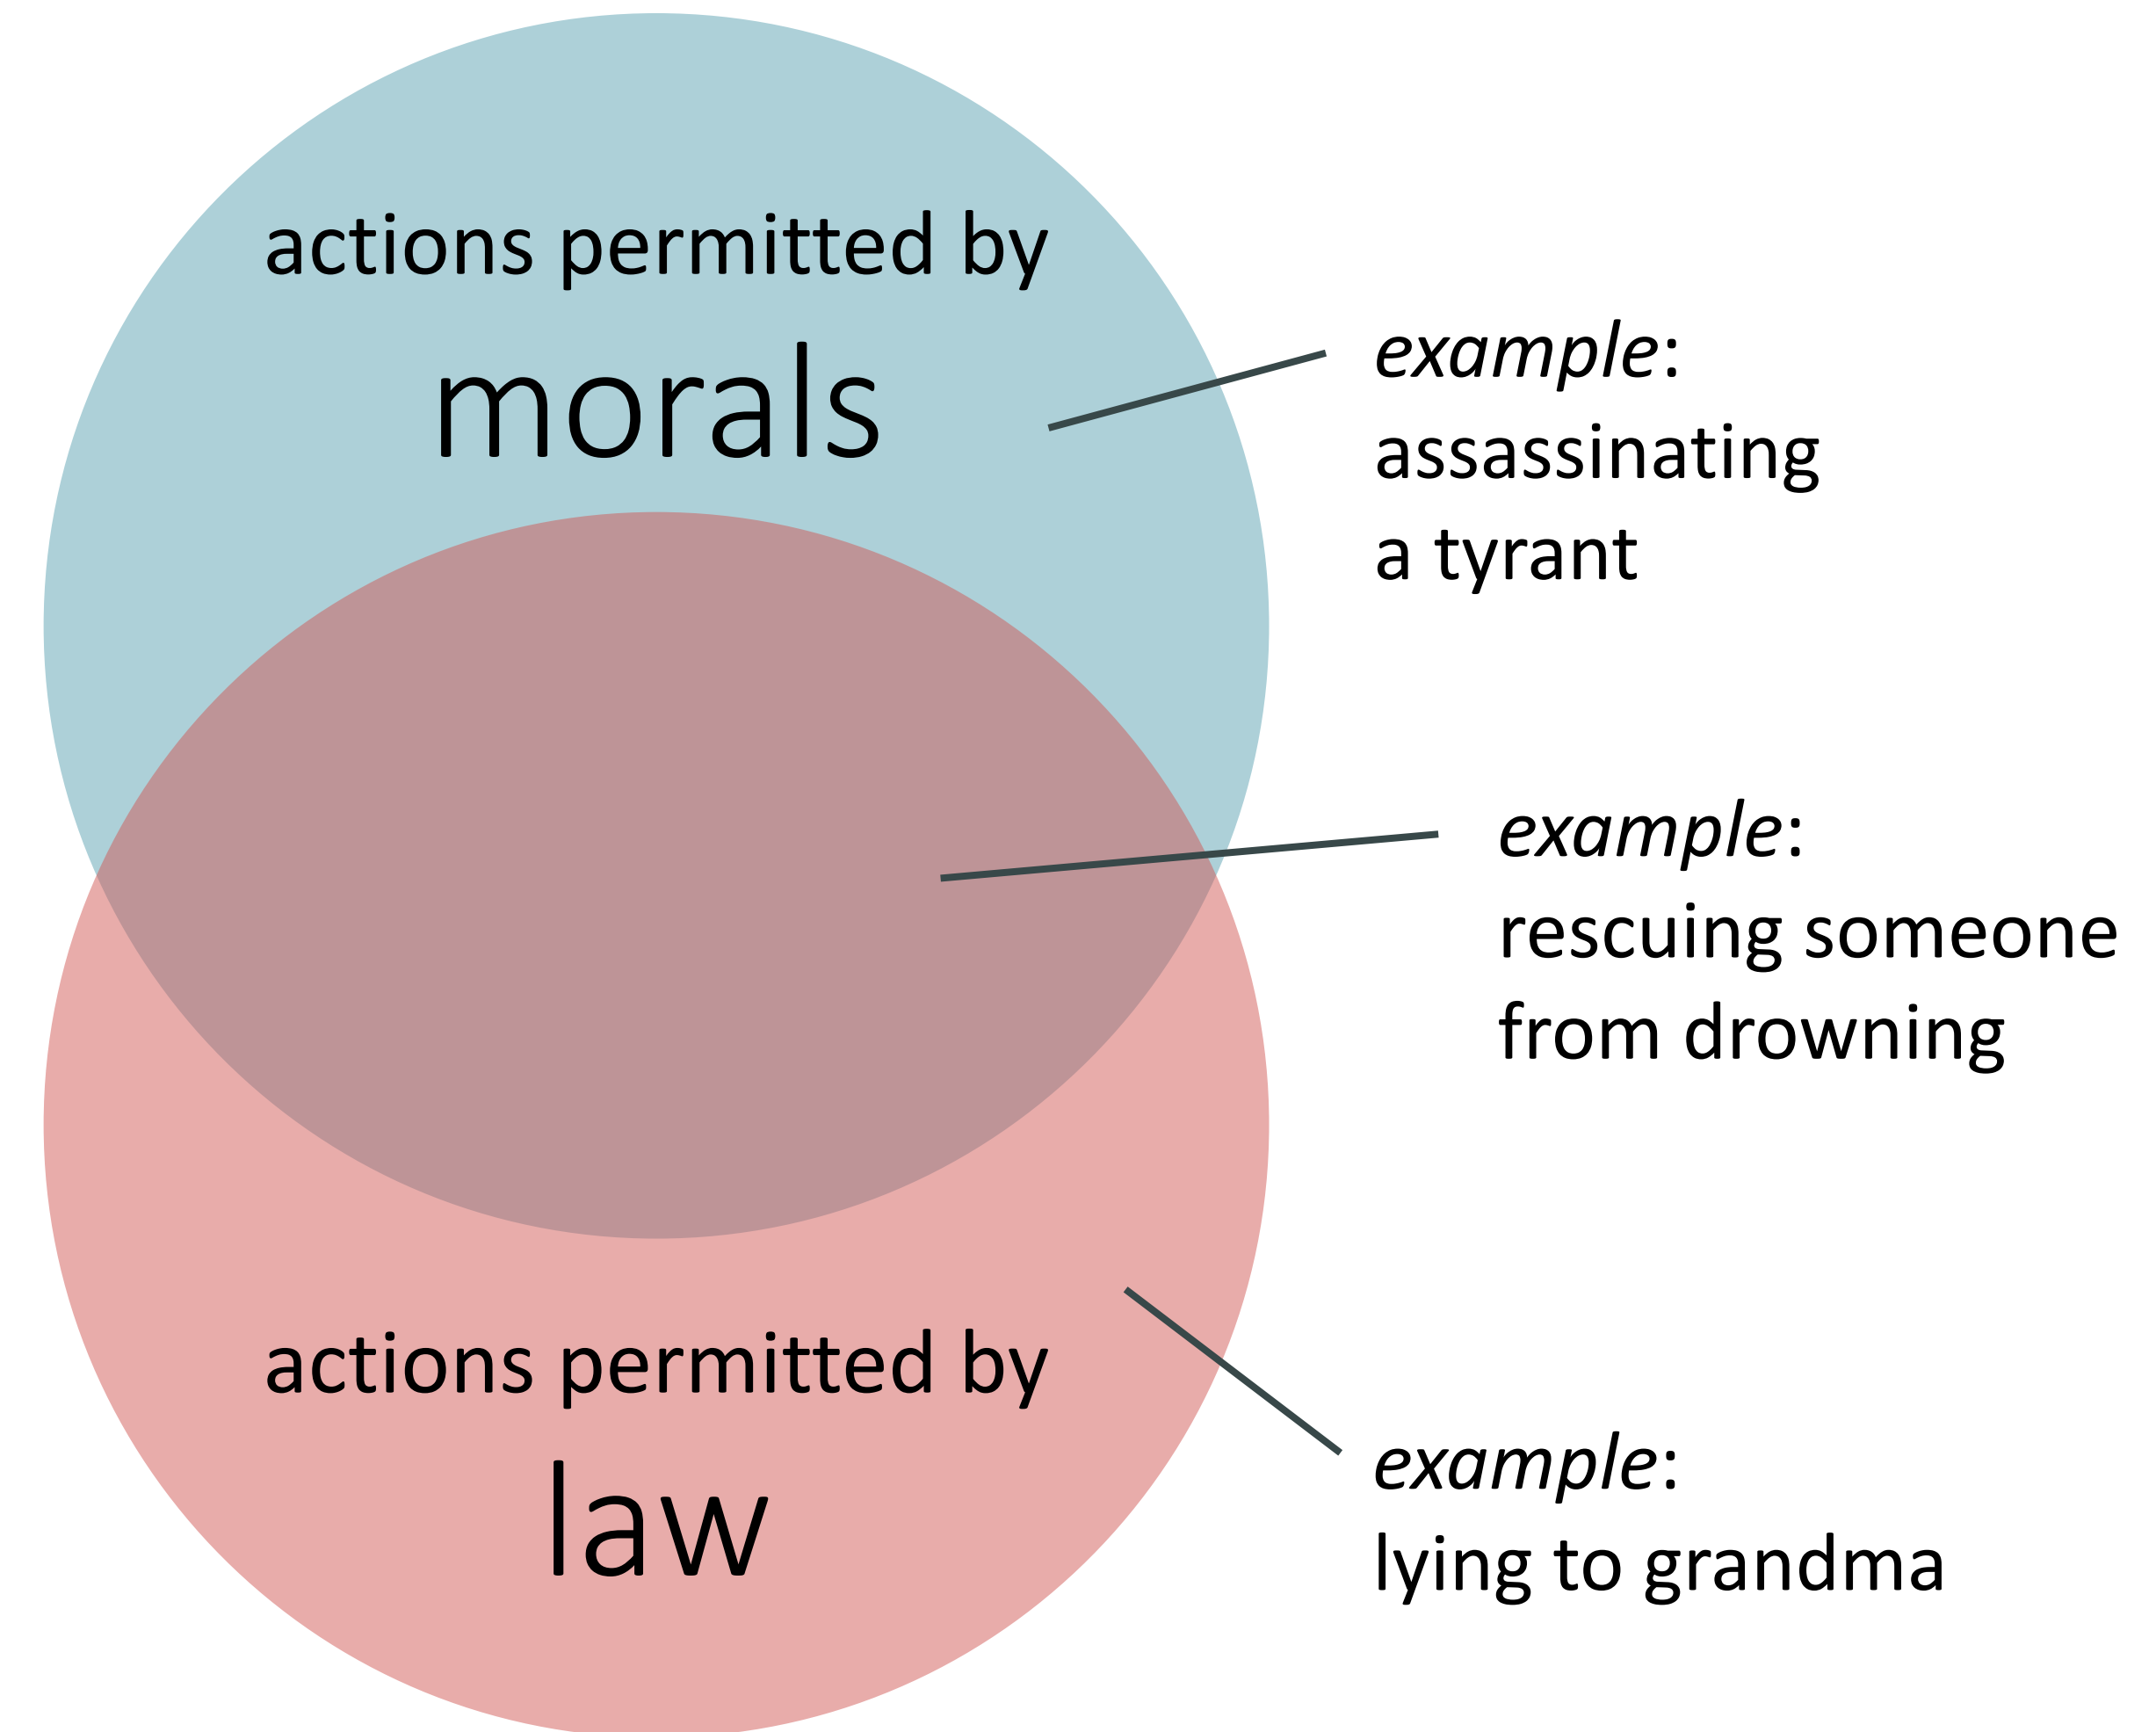 actions permitted by
morals
example:
assassinating
a tyrant
example:
rescuing someone
from drowning
actions permitted by
law
example:
lying to grandma